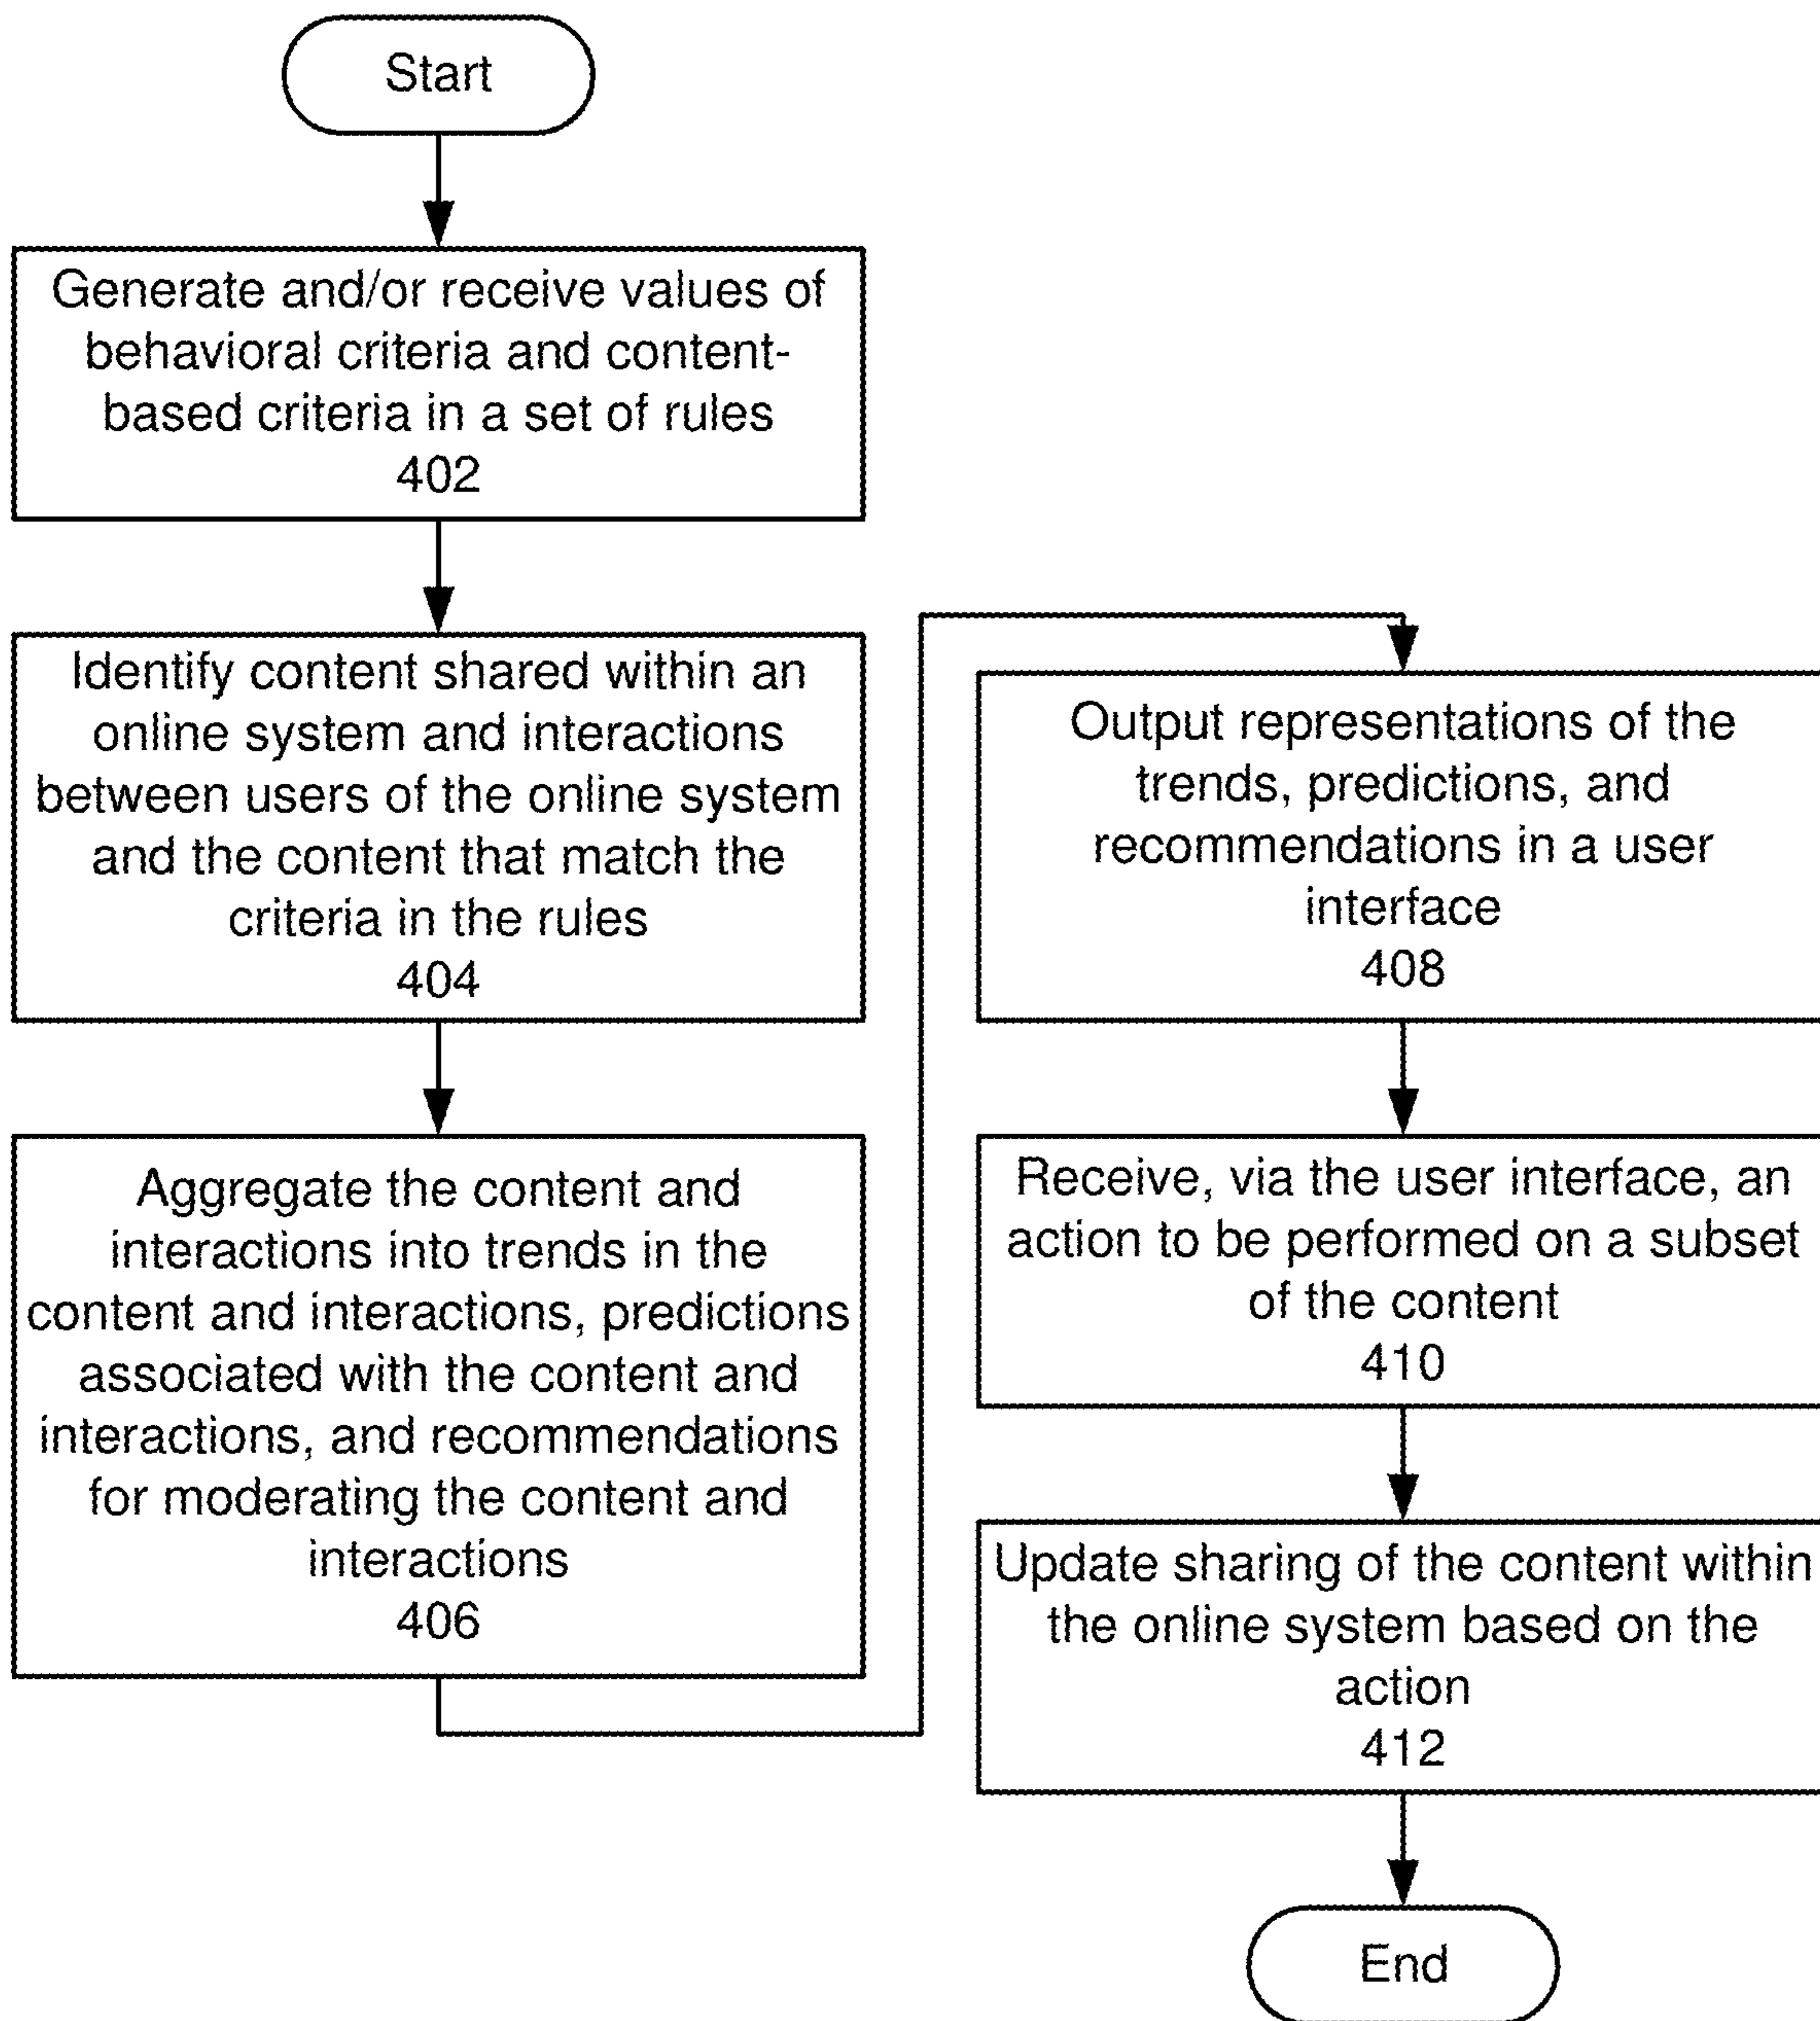 Start
Generate and/or receive values of
behavioral criteria and content-
based criteria in a set of rules
402
Identify content shared within an
online system and interactions
between users of the online system
and the content that match the
criteria in the rules
404
Aggregate the content and
interactions into trends in the
content and interactions, predictions
associated with the content and
interactions, and recommendations
for moderating the content and
interactions
406
Output representations of the
trends, predictions, and
recommendations in a user
interface
408
Receive, via the user interface, an
action to be performed on a subset
of the content
410
Update sharing of the content within
the online system based on the
action
412
End